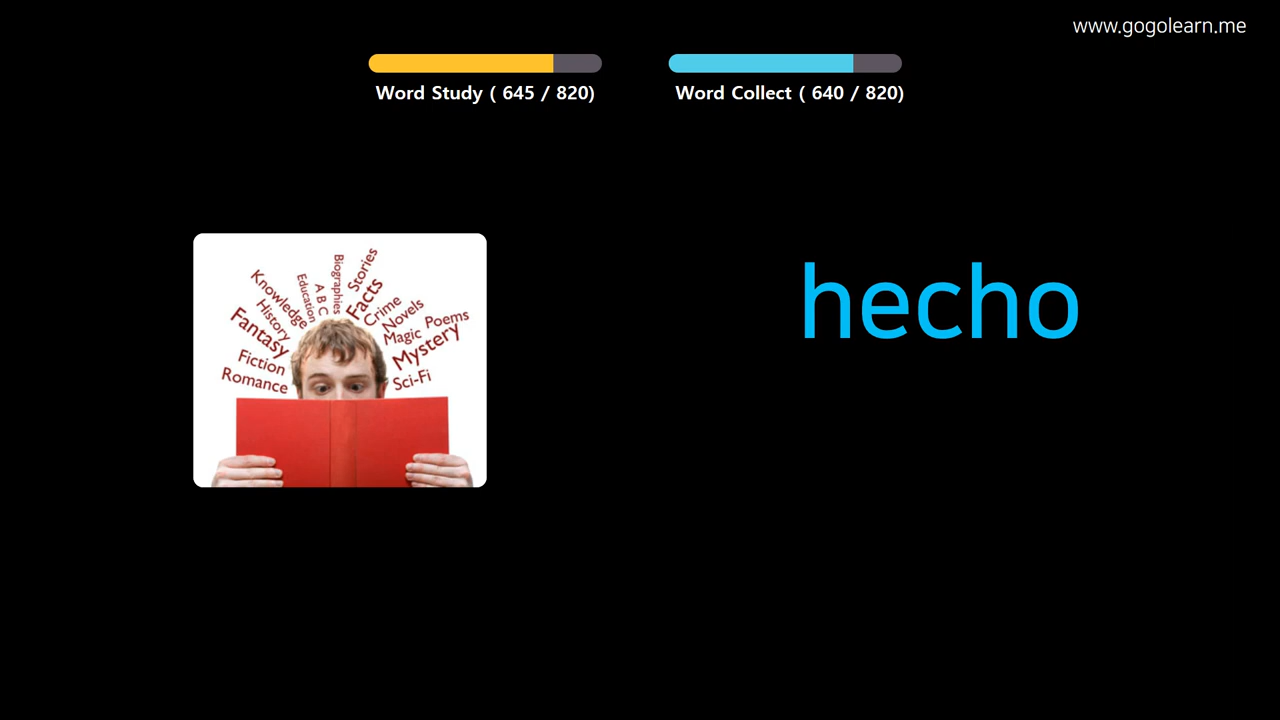 www.gogolearn.me
Word Study ( 645 / 820)
Word Collect ( 640 / 820)
hecho
Knowledge
History
Fantasy
Fiction
Romance
Education
A B C
Biographies
Stories
Facts
Crime
Novels
Magic
Poems
Mystery
Sci-Fi